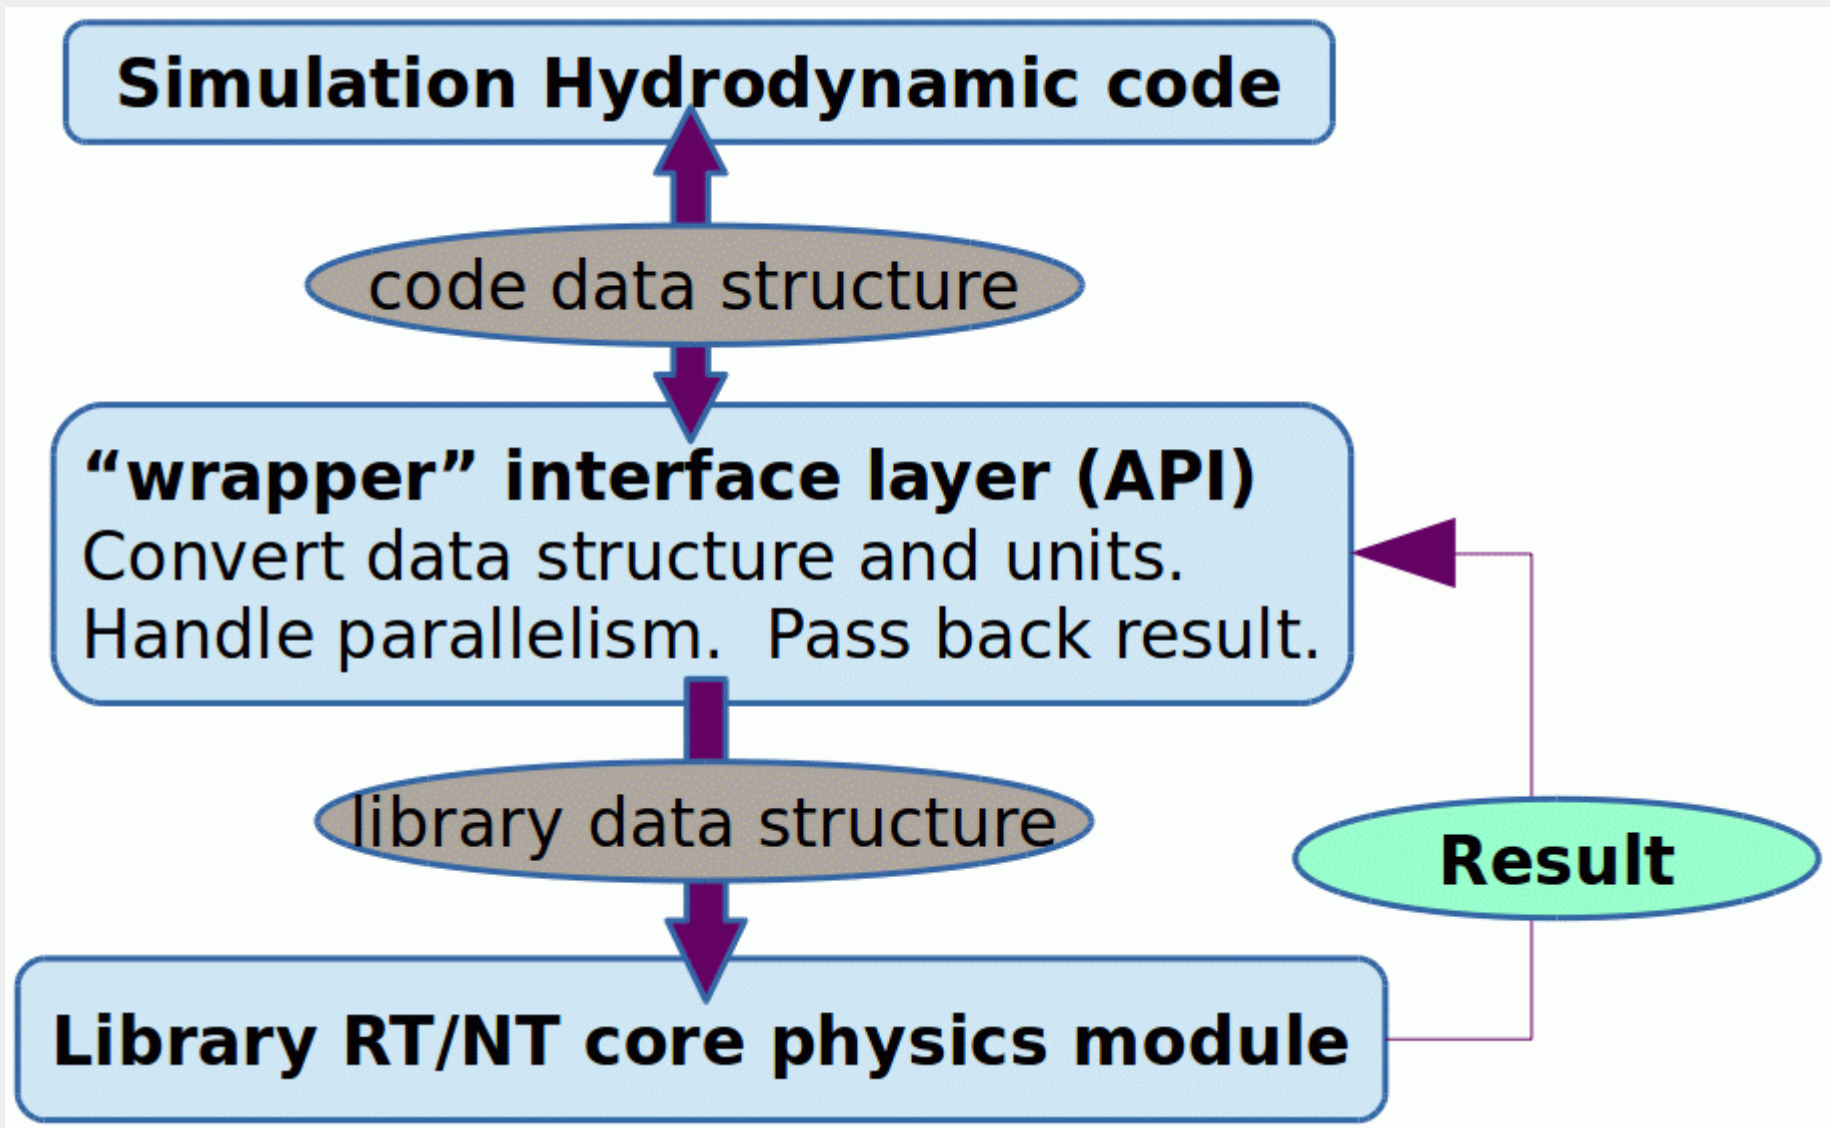 Simulation Hydrodynamic code
code data structure
“wrapper” interface layer (API)
Convert data structure and units.
Handle parallelism.  Pass back result.
library data structure
Result
Library RT/NT core physics module